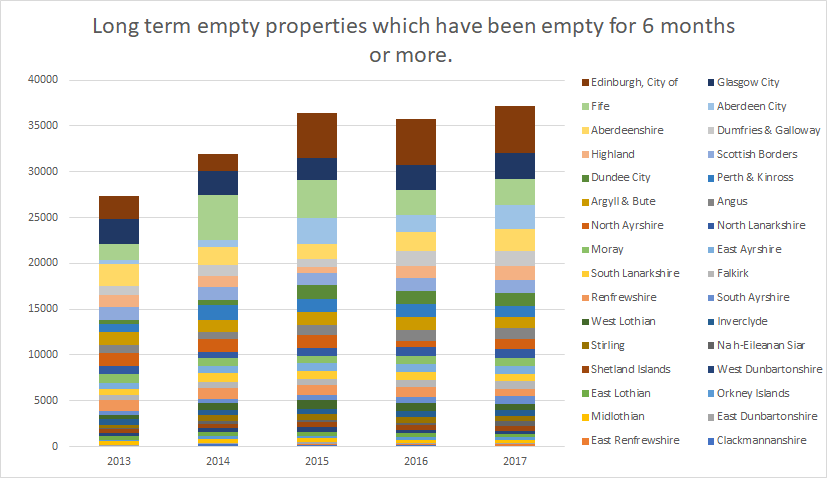 Long term empty properties which have been empty for 6 months
or more.
40000
35000
30000
25000
20000
15000
10000
5000
0
2013 2014 2015 2016 2017
Edinburgh, City of Glasgow City
Fife Aberdeen City
Aberdeenshire Dumfries & Galloway
Highland Scottish Borders
Dundee City Perth & Kinross
Argyll & Bute Angus
North Ayrshire North Lanarkshire
Moray East Ayrshire
South Lanarkshire Falkirk
Renfrewshire South Ayrshire
West Lothian Inverclyde
Stirling Na h-Eileanan Siar
Shetland Islands West Dunbartonshire
East Lothian Orkney Islands
Midlothian East Dunbartonshire
East Renfrewshire Clackmannanshire